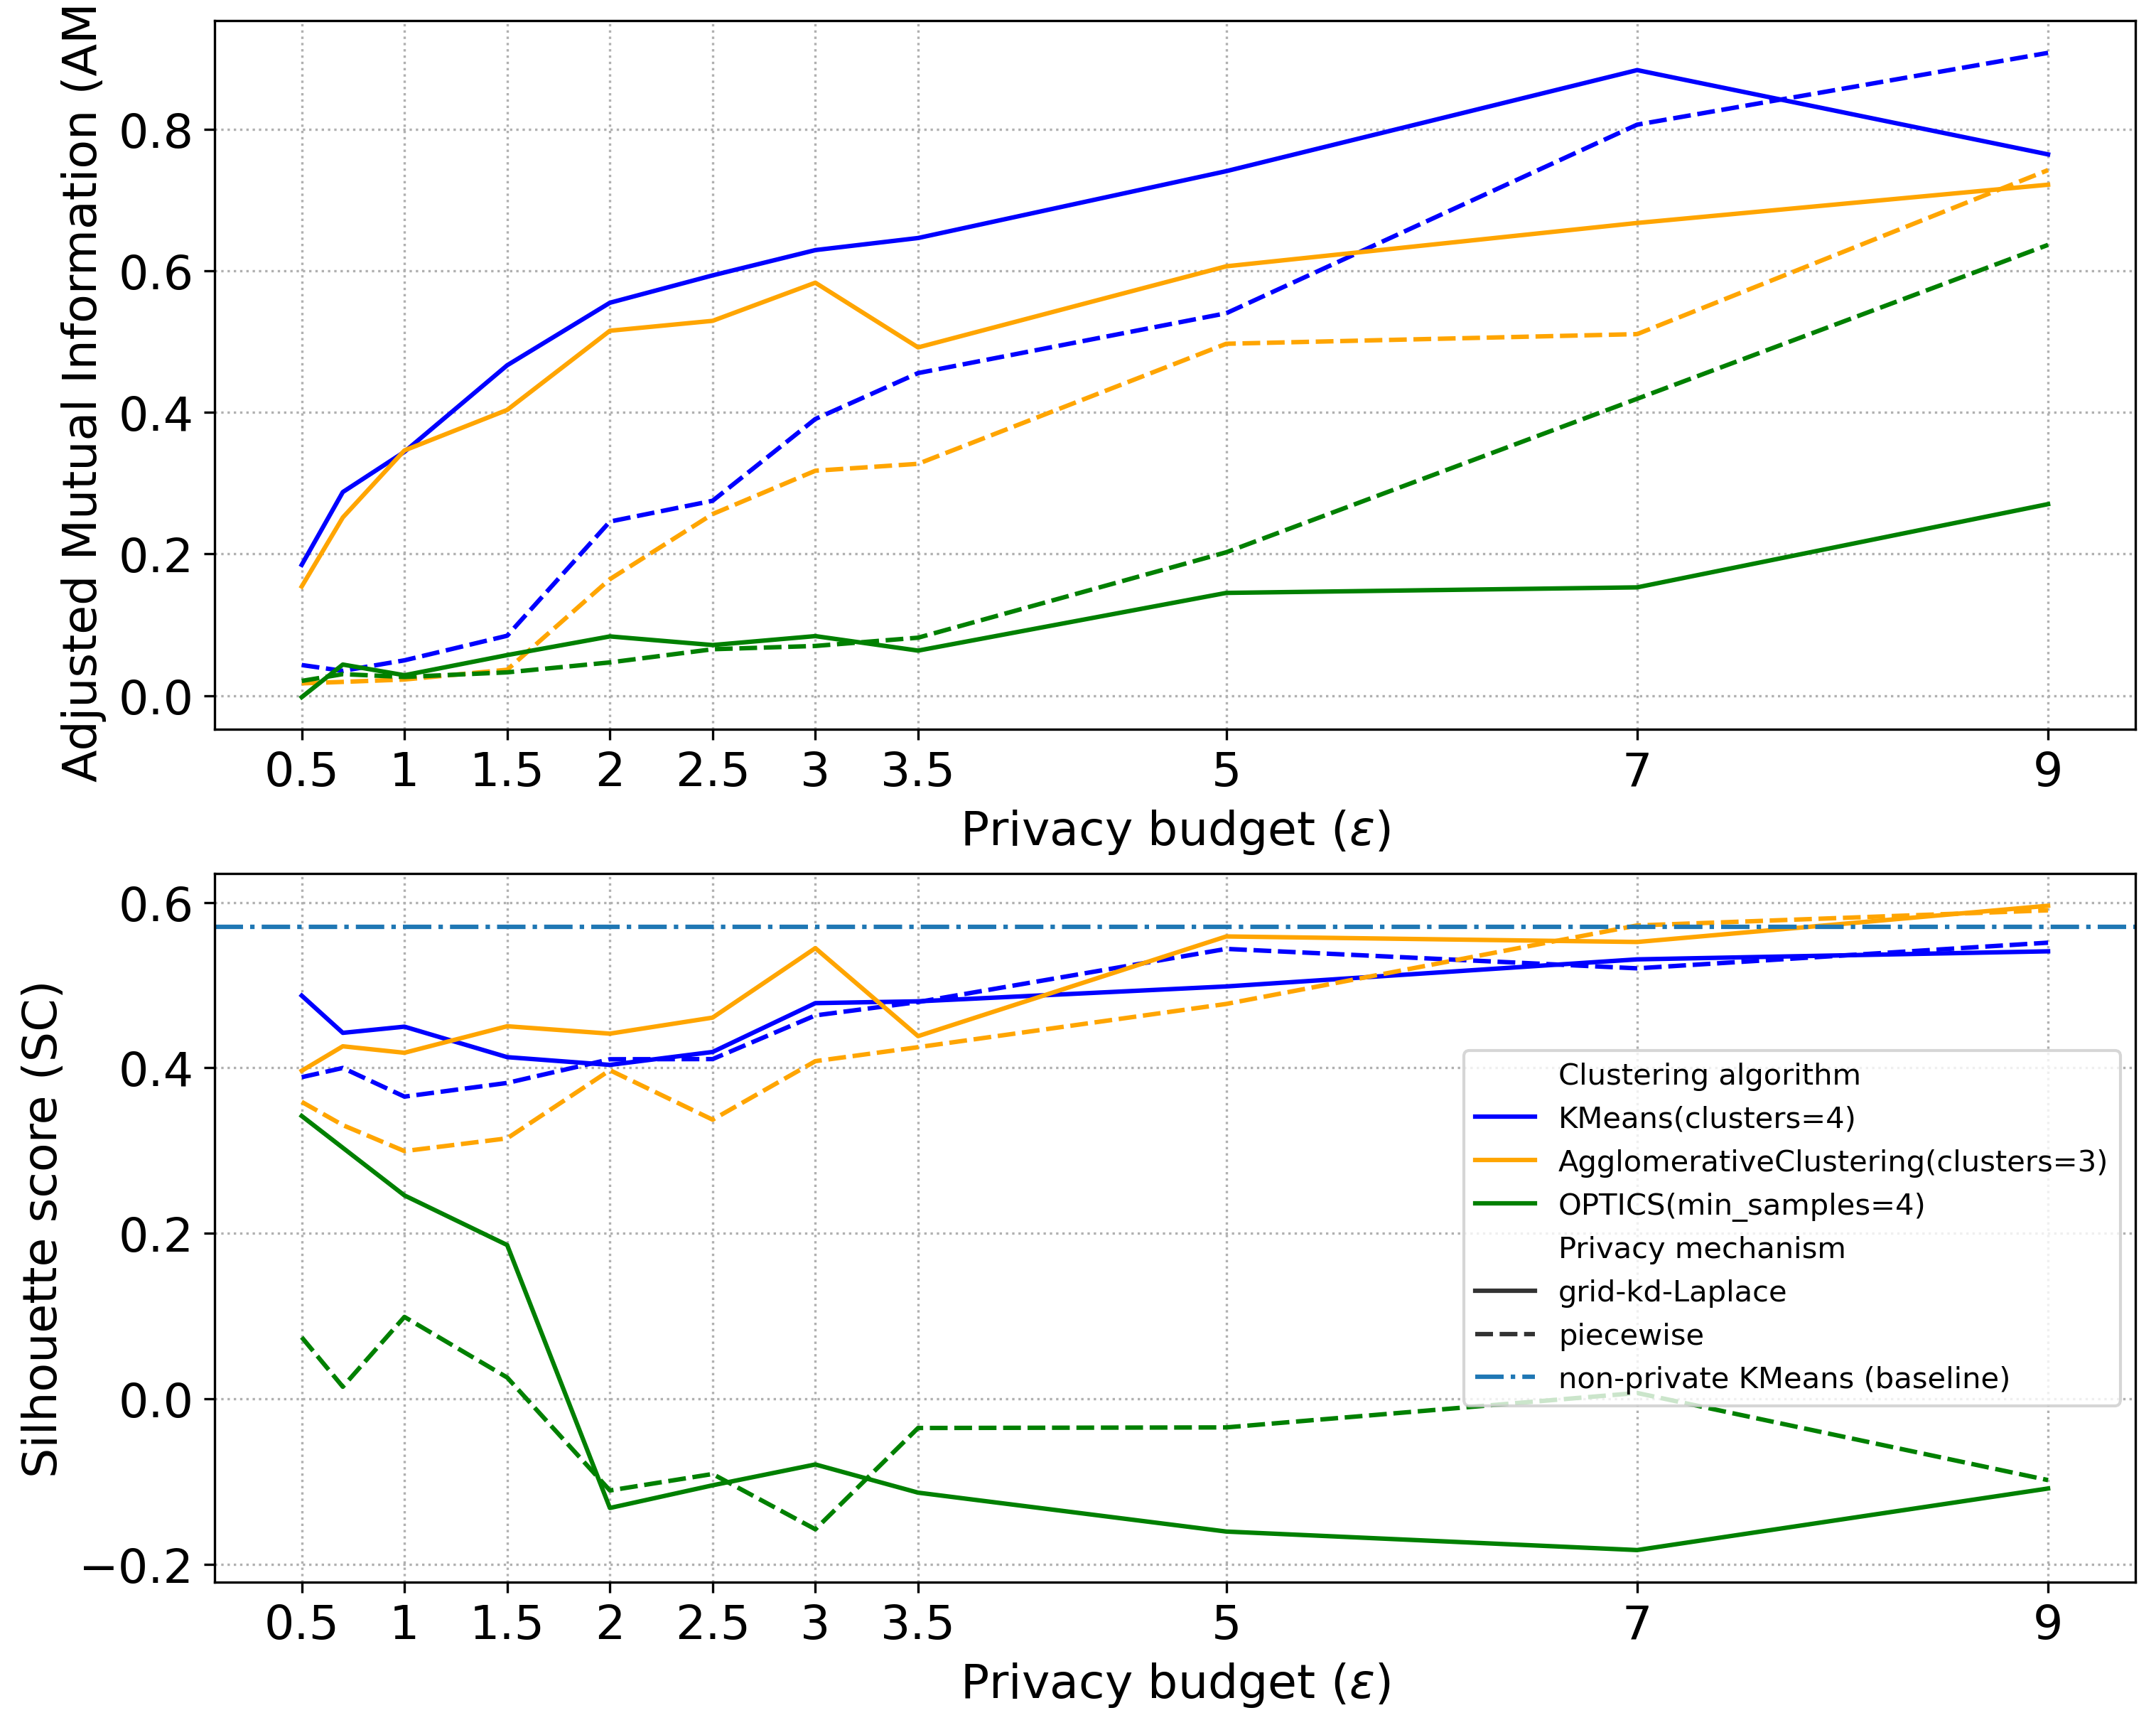 Adjusted Mutual Information (AM
0.8
0.6
0.4
0.2
0.0
0.5 1 1.5 2 2.5 3 3.5 5 7 9
Privacy budget (ε)
Silhouette score (SC)
0.6
0.4
0.2
0.0
−0.2
Clustering algorithm
KMeans(clusters=4)
AgglomerativeClustering(clusters=3)
OPTICS(min_samples=4)
Privacy mechanism
grid-kd-Laplace
piecewise
non-private KMeans (baseline)
0.5 1 1.5 2 2.5 3 3.5 5 7 9
Privacy budget (ε)